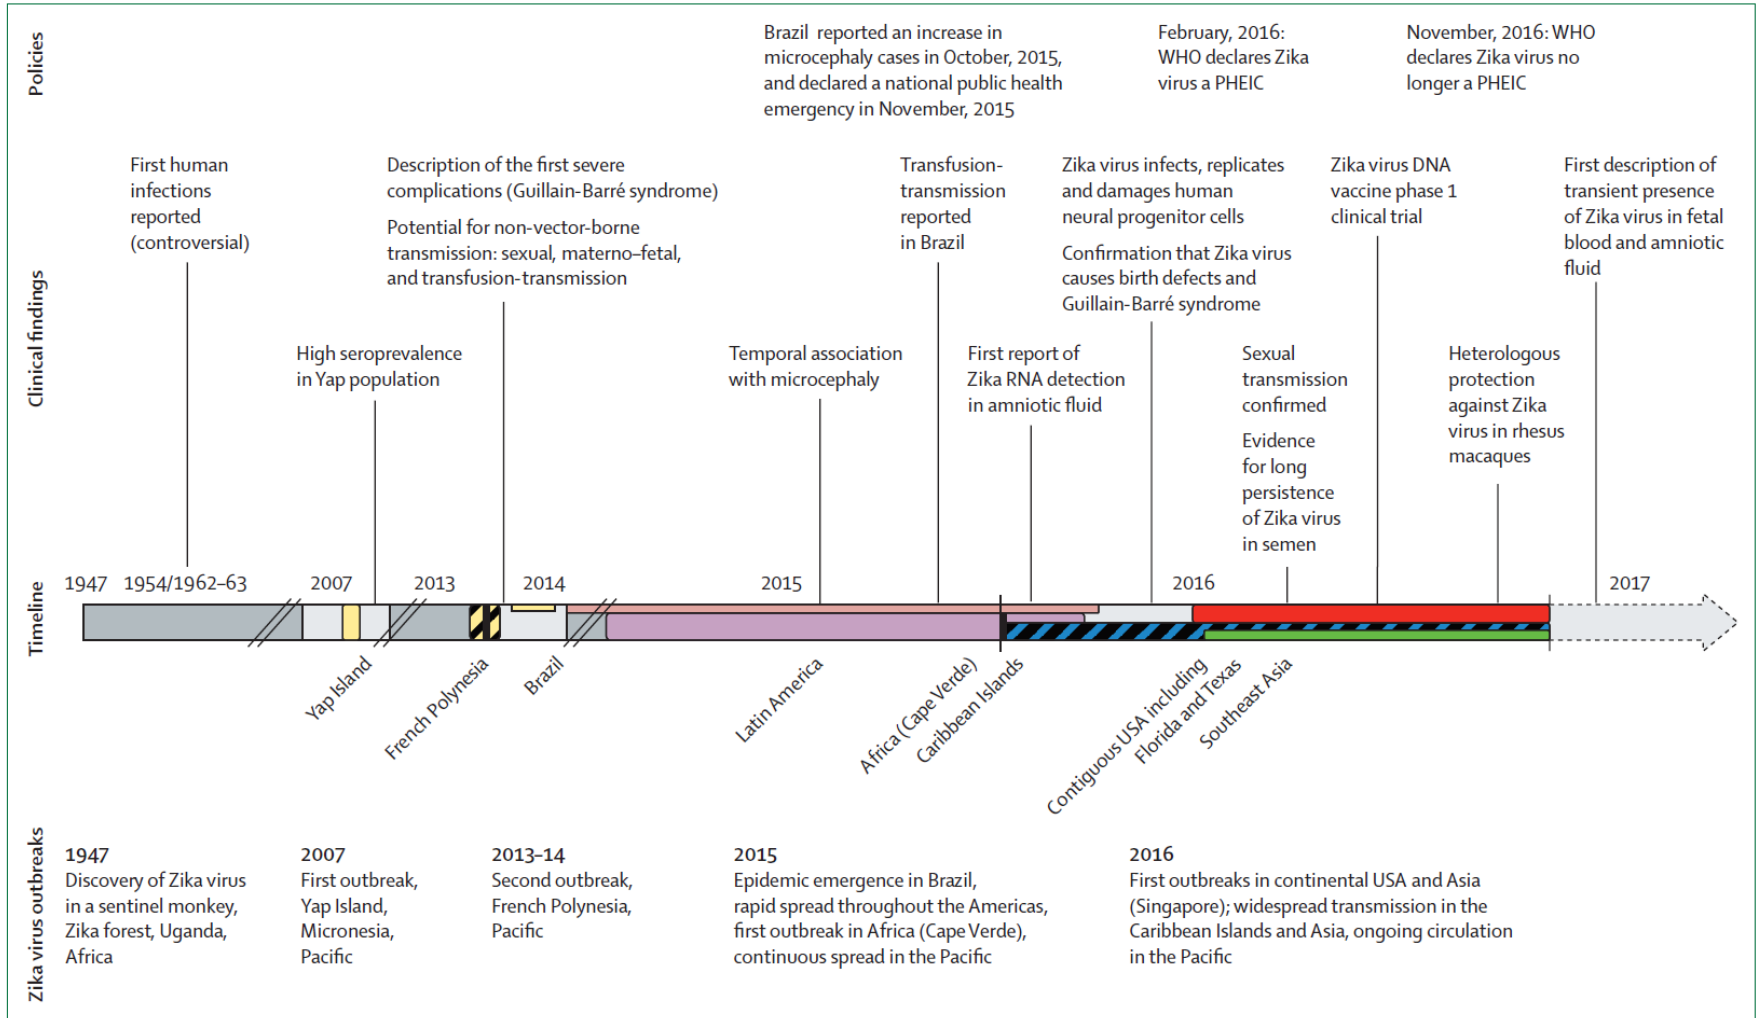 Policies
Brazil reported an increase in
microcephaly cases in October, 2015,
and declared a national public health
emergency in November, 2015
February, 2016:
WHO declares Zika
virus a PHEIC
November, 2016: WHO
declares Zika virus no
longer a PHEIC
Clinical findings
First human
infections
reported
(controversial)
Description of the first severe
complications (Guillain-Barré syndrome)
Potential for non-vector-borne
transmission: sexual, materno–fetal,
and transfusion-transmission
Transfusion-
transmission
reported
in Brazil
Zika virus infects, replicates
and damages human
neural progenitor cells
Confirmation that Zika virus
causes birth defects and
Guillain-Barré syndrome
Zika virus DNA
vaccine phase 1
clinical trial
First description of
transient presence
of Zika virus in fetal
blood and amniotic
fluid
High seroprevalence
in Yap population
Temporal association
with microcephaly
First report of
Zika RNA detection
in amniotic fluid
Sexual
transmission
confirmed
Evidence
for long
persistence
of Zika virus
in semen
Heterologous
protection
against Zika
virus in rhesus
macaques
Timeline
1947
1954/1962–63
2007
2013
2014
2015
2016
2017
Yap Island
French Polynesia
Brazil
Latin America
Africa (Cape Verde)
Caribbean Islands
Contiguous USA including
Florida and Texas
Southeast Asia
Zika virus outbreaks
1947
Discovery of Zika virus
in a sentinel monkey,
Zika forest, Uganda,
Africa
2007
First outbreak,
Yap Island,
Micronesia,
Pacific
2013–14
Second outbreak,
French Polynesia,
Pacific
2015
Epidemic emergence in Brazil,
rapid spread throughout the Americas,
first outbreak in Africa (Cape Verde),
continuous spread in the Pacific
2016
First outbreaks in continental USA and Asia
(Singapore); widespread transmission in the
Caribbean Islands and Asia, ongoing circulation
in the Pacific